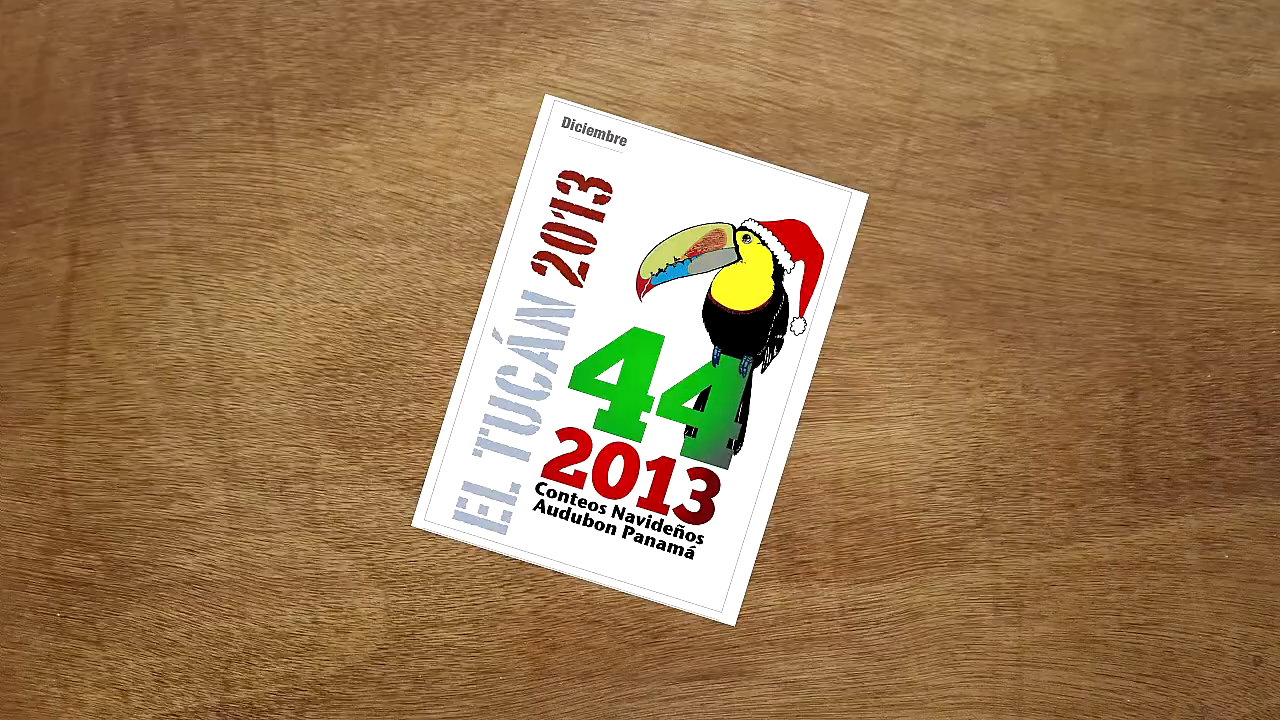 Diciembre
EL TUCÁN 2013
44
2013
Conteos Navideños
Audubon Panamá